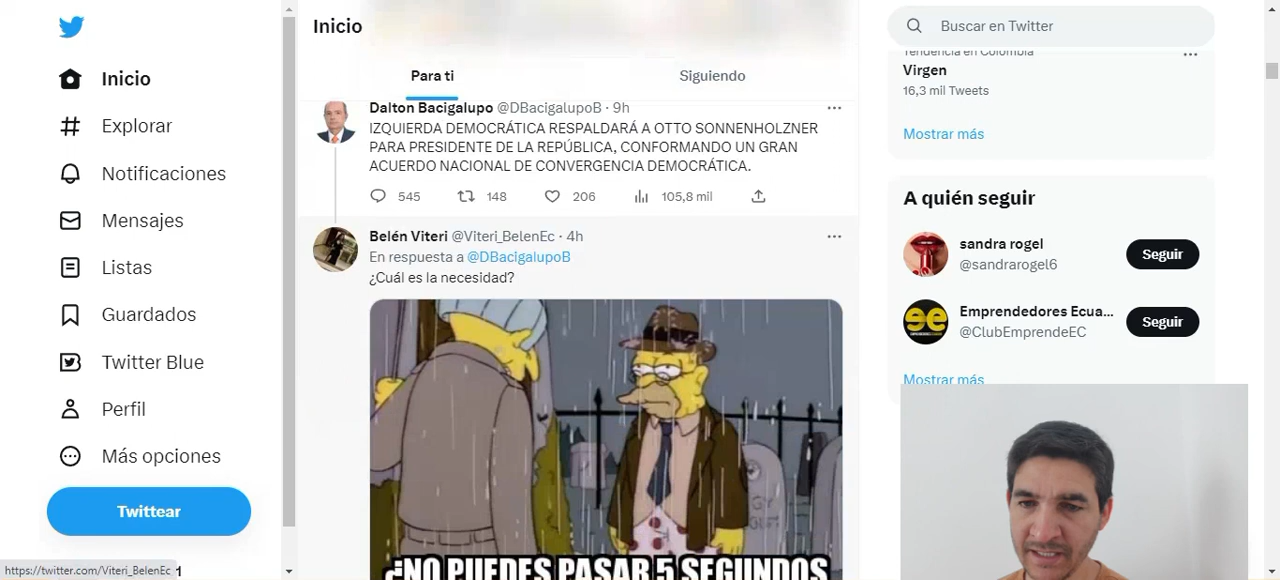 Inicio
Explorar
Notificaciones
Mensajes
Listas
Guardados
Twitter Blue
Perfil
Más opciones
Twittear
https://twitter.com/Viteri_BelenEc
Inicio
Para ti
Siguiendo
Dalton Bacigalupo @DBacigalupoB · 9h
IZQUIERDA DEMOCRÁTICA RESPALDARÁ A OTTO SONNENHOLZNER
PARA PRESIDENTE DE LA REPÚBLICA, CONFORMANDO UN GRAN
ACUERDO NACIONAL DE CONVERGENCIA DEMOCRÁTICA.
545 148 206 105,8 mil
Belén Viteri @Viteri_BelenEc · 4h
En respuesta a @DBacigalupoB
¿Cuál es la necesidad?
¿NO PUEDES PASAR 5 SEGUNDOS
Buscar en Twitter
Tendencia en Colombia
Virgen
16,3 mil Tweets
Mostrar más
A quién seguir
sandra rogel
@sandrarogel6
Seguir
ee
Emprendedores Ecua...
@ClubEmprendeEC
Seguir
Mostrar más